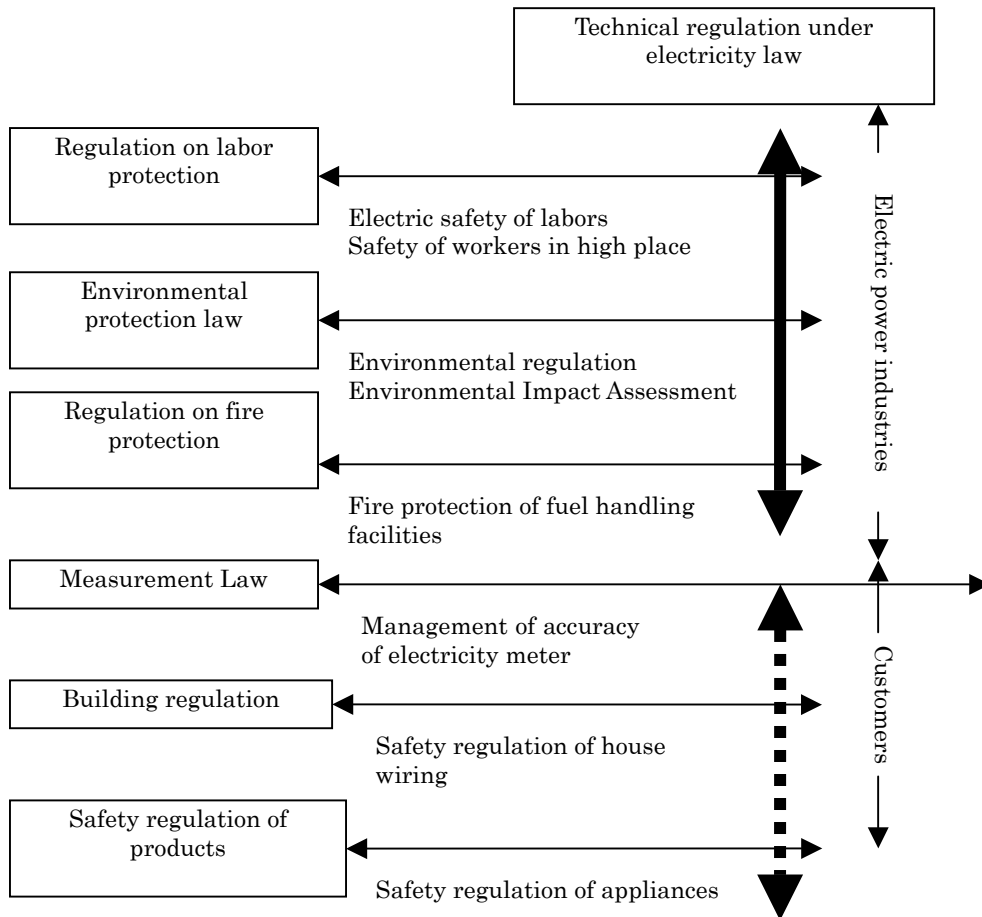 Technical regulation under
electricity law
Regulation on labor
protection
Electric safety of labors
Safety of workers in high place
Environmental
protection law
Environmental regulation
Environmental Impact Assessment
Regulation on fire
protection
Fire protection of fuel handling
facilities
Electric power industries
Measurement Law
Management of accuracy
of electricity meter
Building regulation
Safety regulation of house
wiring
Customers
Safety regulation of
products
Safety regulation of appliances